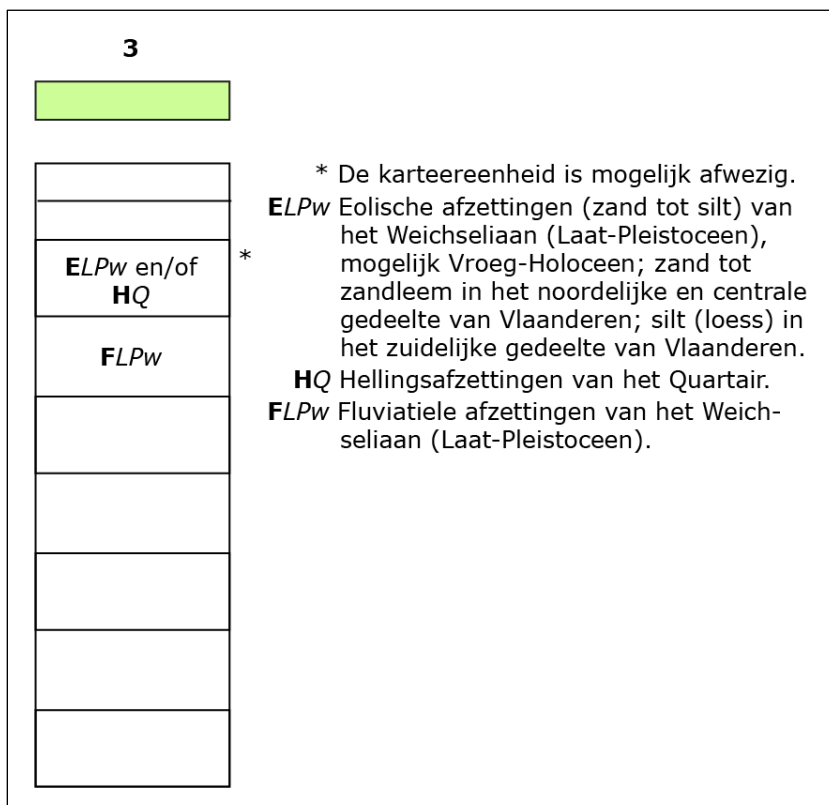 3
ELPw en/of
HQ
*
FLPw
* De karteereenheid is mogelijk afwezig.
ELPw Eolische afzettingen (zand tot silt) van
het Weichseliaan (Laat-Pleistoceen),
mogelijk Vroeg-Holoceen; zand tot
zandleem in het noordelijke en centrale
gedeelte van Vlaanderen; silt (loess) in
het zuidelijke gedeelte van Vlaanderen.
HQ Hellingsafzettingen van het Quartair.
FLPw Fluviatiele afzettingen van het Weich-
seliaan (Laat-Pleistoceen).